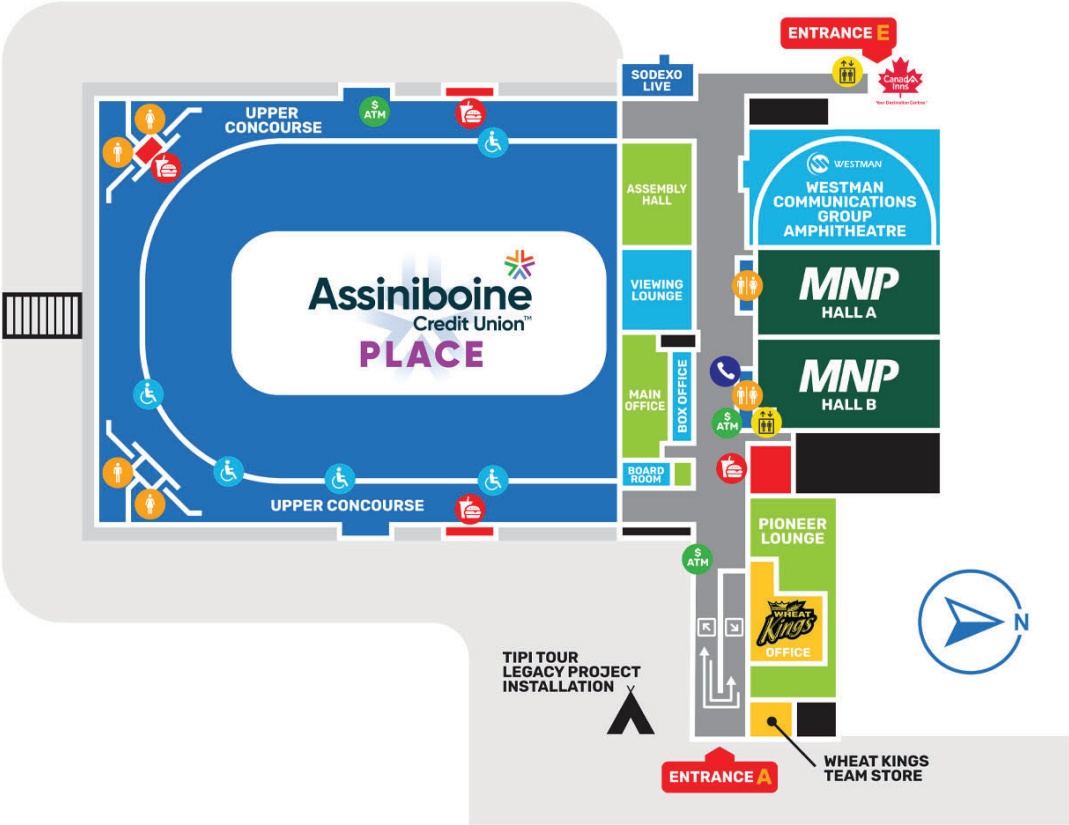 ENTRANCE E
SODEXO
LIVE
CanadA
Inns
"Your Destination Centres"
UPPER
CONCOURSE
$
ATM
WESTMAN
WESTMAN
COMMUNICATIONS
GROUP
AMPHITHEATRE
ASSEMBLY
HALL
VIEWING
LOUNGE
MNP
HALL A
Assiniboine
Credit Union™
PLACE
MNP
HALL B
MAIN
OFFICE
BOX OFFICE
$
ATM
BOARD
ROOM
UPPER CONCOURSE
PIONEER
LOUNGE
$
ATM
WHEAT
Kings
OFFICE
N
TIPI TOUR
LEGACY PROJECT
INSTALLATION
WHEAT KINGS
TEAM STORE
ENTRANCE A